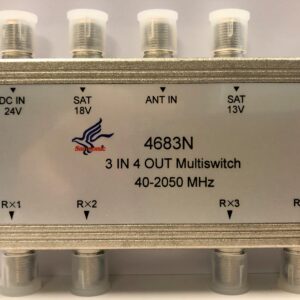 DC IN
24V
SAT
18V
ANT IN
SAT
13V
4683N
3 IN 4 OUT Multiswitch
40-2050 MHz
R×1
R×2
R×3
R×